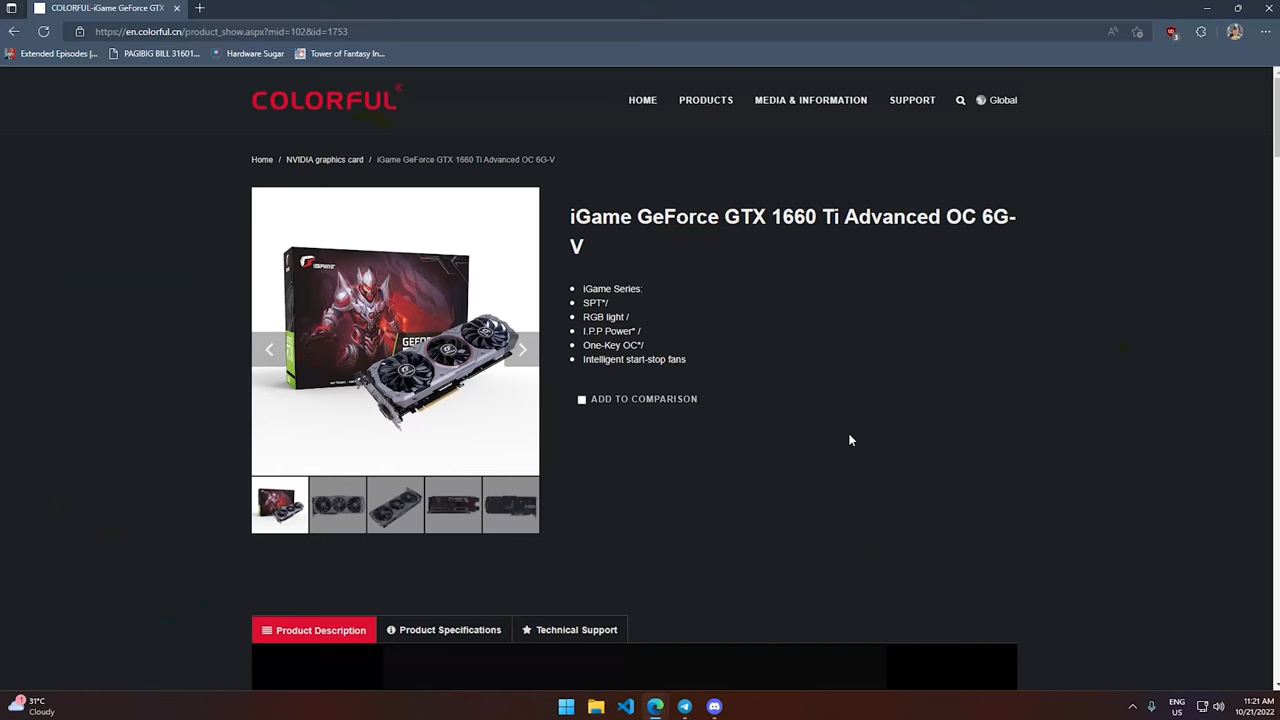 COLORFUL-iGame GeForce GTX
https://en.colorful.cn/product_show.aspx?mid=102&id=1753
Extended Episodes |...
PAGIBIG BILL 31601...
Hardware Sugar
Tower of Fantasy In...
COLORFUL®
HOME
PRODUCTS
MEDIA & INFORMATION
SUPPORT
Global
Home / NVIDIA graphics card / iGame GeForce GTX 1660 Ti Advanced OC 6G-V
iGame GeForce GTX 1660 Ti Advanced OC 6G-
V
iGame Series:
SPT*/
RGB light /
I.P.P Power* /
One-Key OC*/
Intelligent start-stop fans
ADD TO COMPARISON
Product Description
Product Specifications
Technical Support
31°C
Cloudy
ENG
US
11:21 AM
10/21/2022